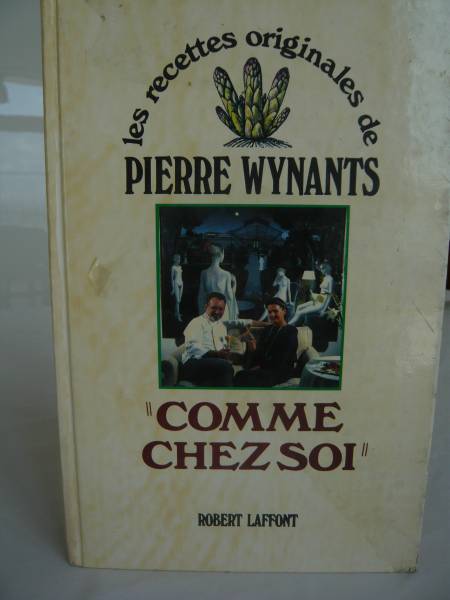 les recettes originales de
PIERRE WYNANTS
"COMME
CHEZ SOI"
ROBERT LAFFONT